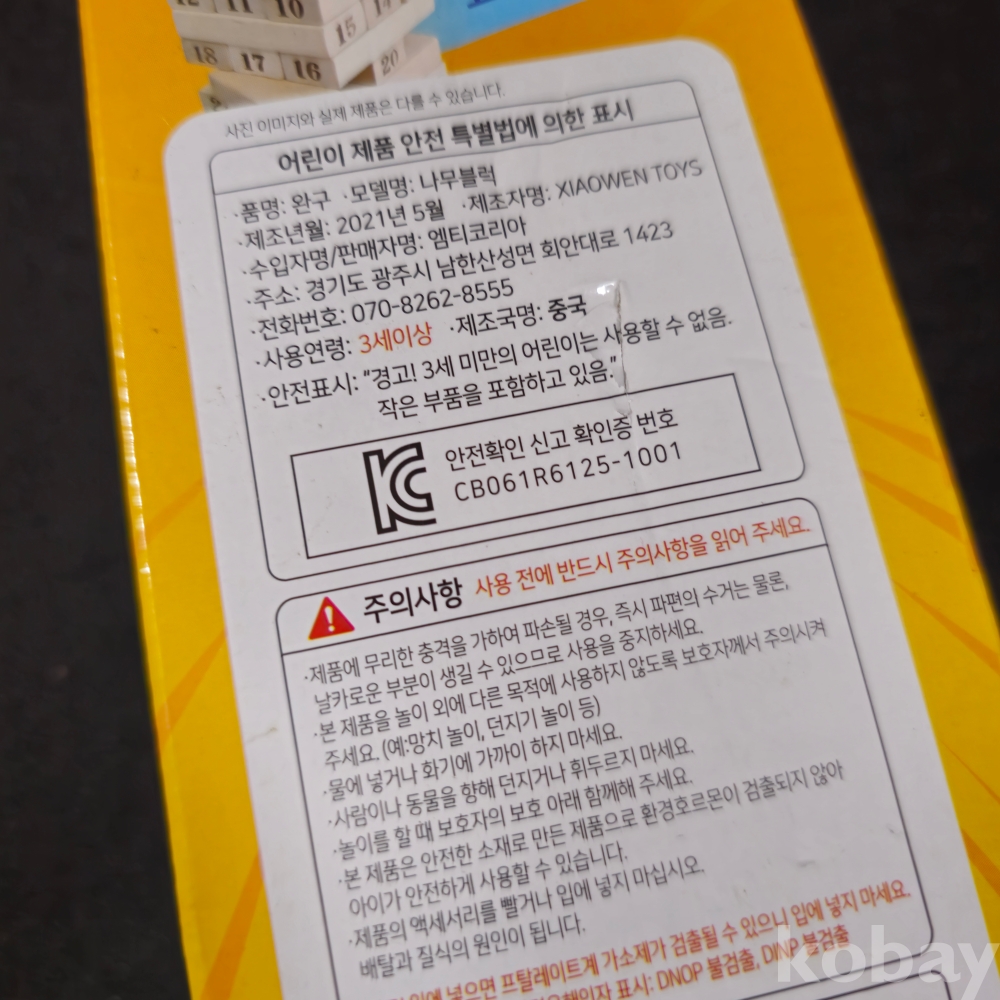 12 11 10
15 14
18 17 16
20
사진 이미지와 실제 제품은 다를 수 있습니다.
어린이 제품 안전 특별법에 의한 표시
·품명: 완구 ·모델명: 나무블럭
·제조년월: 2021년 5월 ·제조자명: XIAOWEN TOYS
·수입자명/판매자명: 엠티코리아
·주소: 경기도 광주시 남한산성면 회안대로 1423
·전화번호: 070-8262-8555
·사용연령: 3세이상 ·제조국명: 중국
·안전표시: "경고! 3세 미만의 어린이는 사용할 수 없음.
작은 부품을 포함하고 있음."
안전확인 신고 확인증 번호
CB061R6125-1001
주의사항 사용 전에 반드시 주의사항을 읽어 주세요.
·제품에 무리한 충격을 가하여 파손될 경우, 즉시 파편의 수거는 물론,
날카로운 부분이 생길 수 있으므로 사용을 중지하세요.
·본 제품을 놀이 외에 다른 목적에 사용하지 않도록 보호자께서 주의시켜
주세요. (예:망치 놀이, 던지기 놀이 등)
·물에 넣거나 화기에 가까이 하지 마세요.
·사람이나 동물을 향해 던지거나 휘두르지 마세요.
·놀이를 할 때 보호자의 보호 아래 함께해 주세요.
·본 제품은 안전한 소재로 만든 제품으로 환경호르몬이 검출되지 않아
아이가 안전하게 사용할 수 있습니다.
·제품의 액세서리를 빨거나 입에 넣지 마십시오.
배탈과 질식의 원인이 됩니다.
입에 넣으면 프탈레이트계 가소제가 검출될 수 있으니 입에 넣지 마세요.
표시: DNOP 불검출, DNP 불검출
kobay